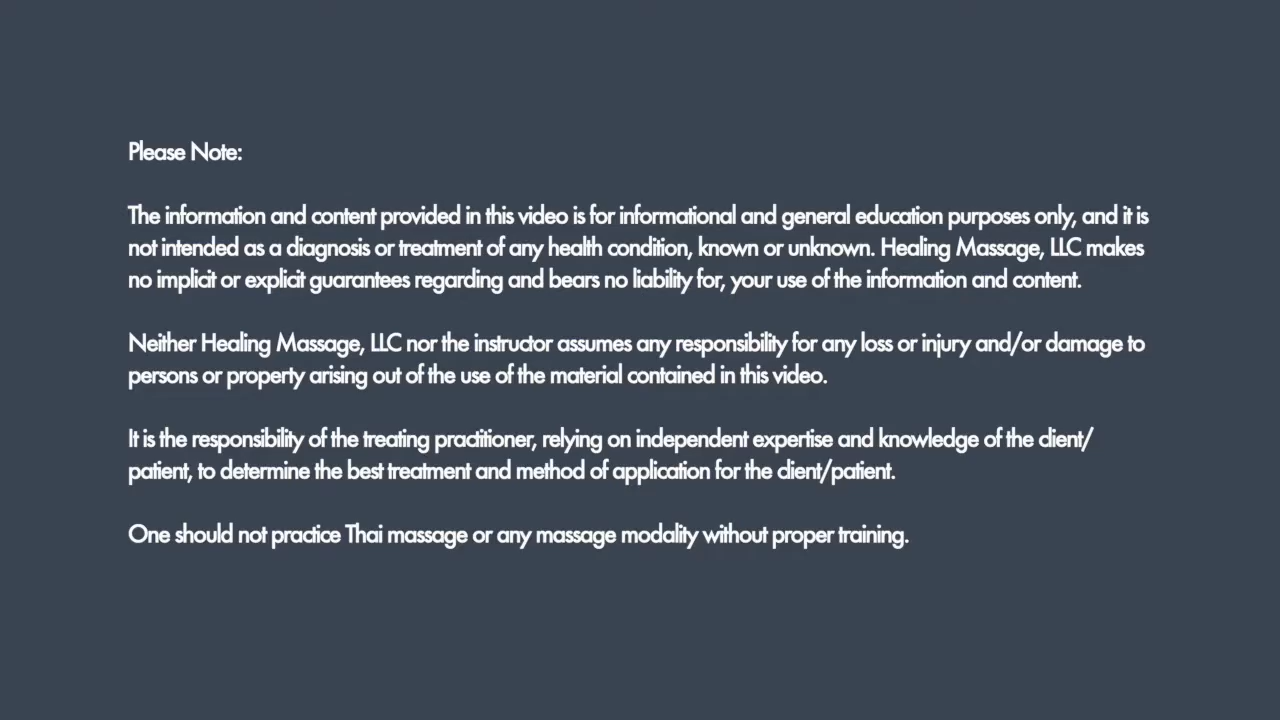 Please Note:
The information and content provided in this video is for informational and general education purposes only, and it is
not intended as a diagnosis or treatment of any health condition, known or unknown. Healing Massage, LLC makes
no implicit or explicit guarantees regarding and bears no liability for, your use of the information and content.
Neither Healing Massage, LLC nor the instructor assumes any responsibility for any loss or injury and/or damage to
persons or property arising out of the use of the material contained in this video.
It is the responsibility of the treating practitioner, relying on independent expertise and knowledge of the client/
patient, to determine the best treatment and method of application for the client/patient.
One should not practice Thai massage or any massage modality without proper training.